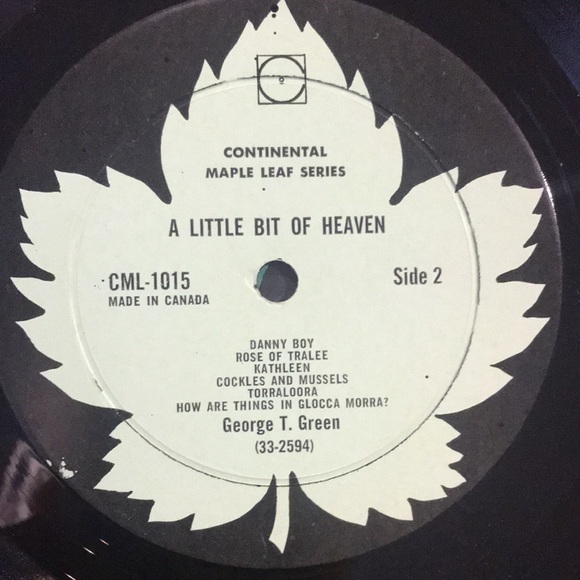 CONTINENTAL
MAPLE LEAF SERIES
A LITTLE BIT OF HEAVEN
CML-1015
MADE IN CANADA
Side 2
DANNY BOY
ROSE OF TRALEE
KATHLEEN
COCKLES AND MUSSELS
TORRALOORA
HOW ARE THINGS IN GLOCCA MORRA?
George T. Green
(33-2594)